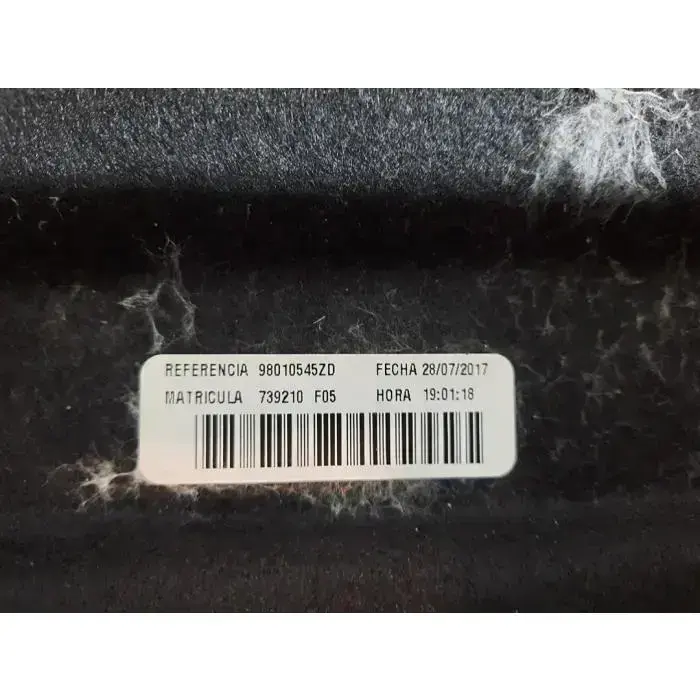 REFERENCIA 98010545ZD FECHA 28/07/2017
MATRICULA 739210 F05 HORA 19:01:18